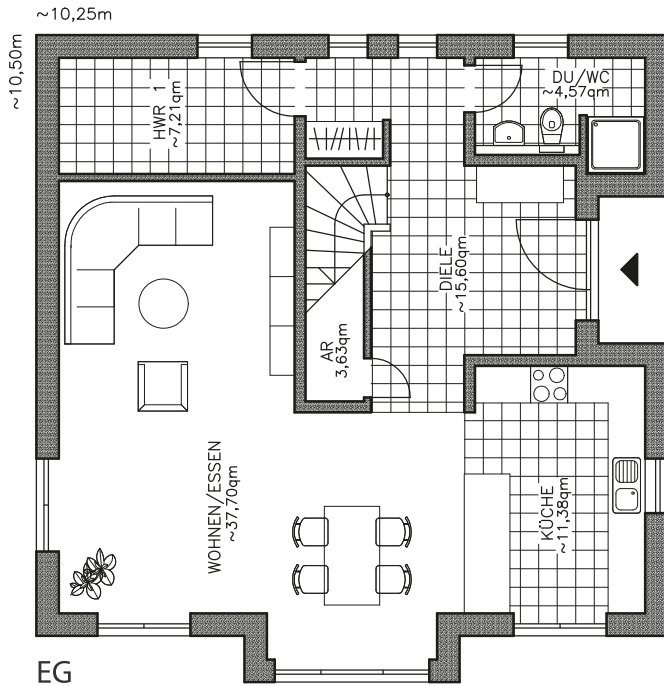 ~10,25m
~10,50m
HWR 1
~7,21qm
DU/WC
~4,57qm
DIELE
~15,60qm
AR
3,63qm
WOHNEN/ESSEN
~37,70qm
KÜCHE
~11,38qm
EG